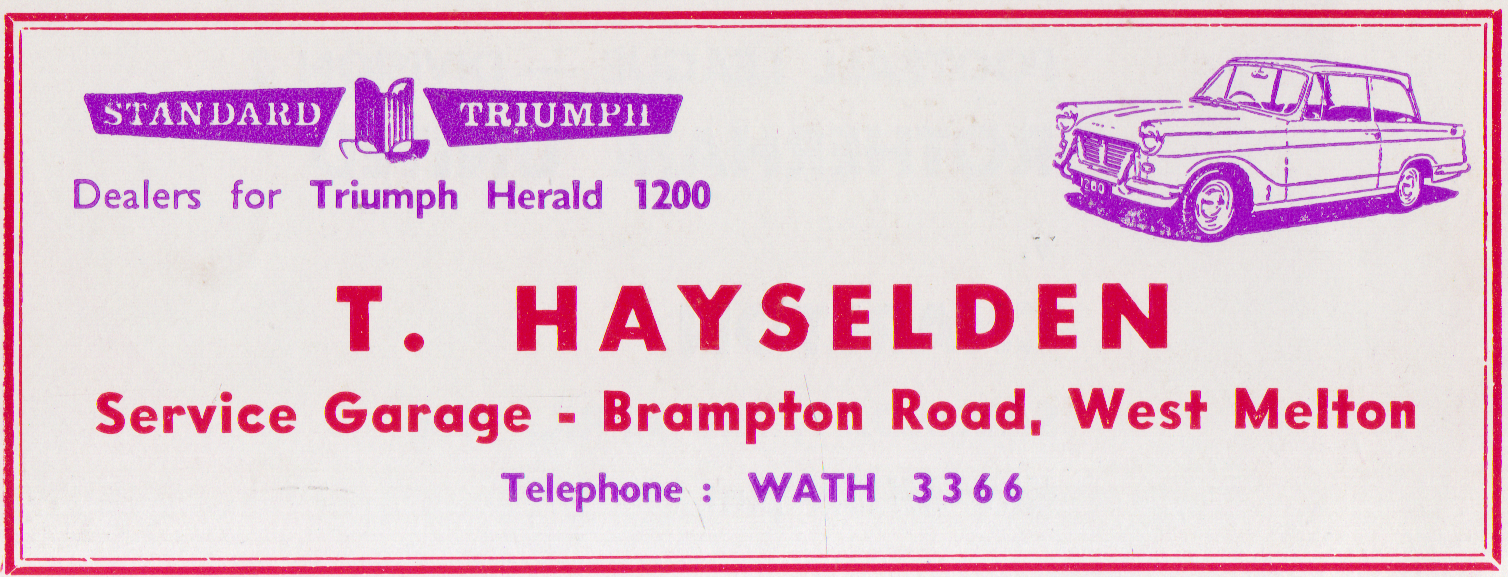 STANDARD TRIUMPH
Dealers for Triumph Herald 1200
T. HAYSELDEN
Service Garage - Brampton Road, West Melton
Telephone : WATH 3366